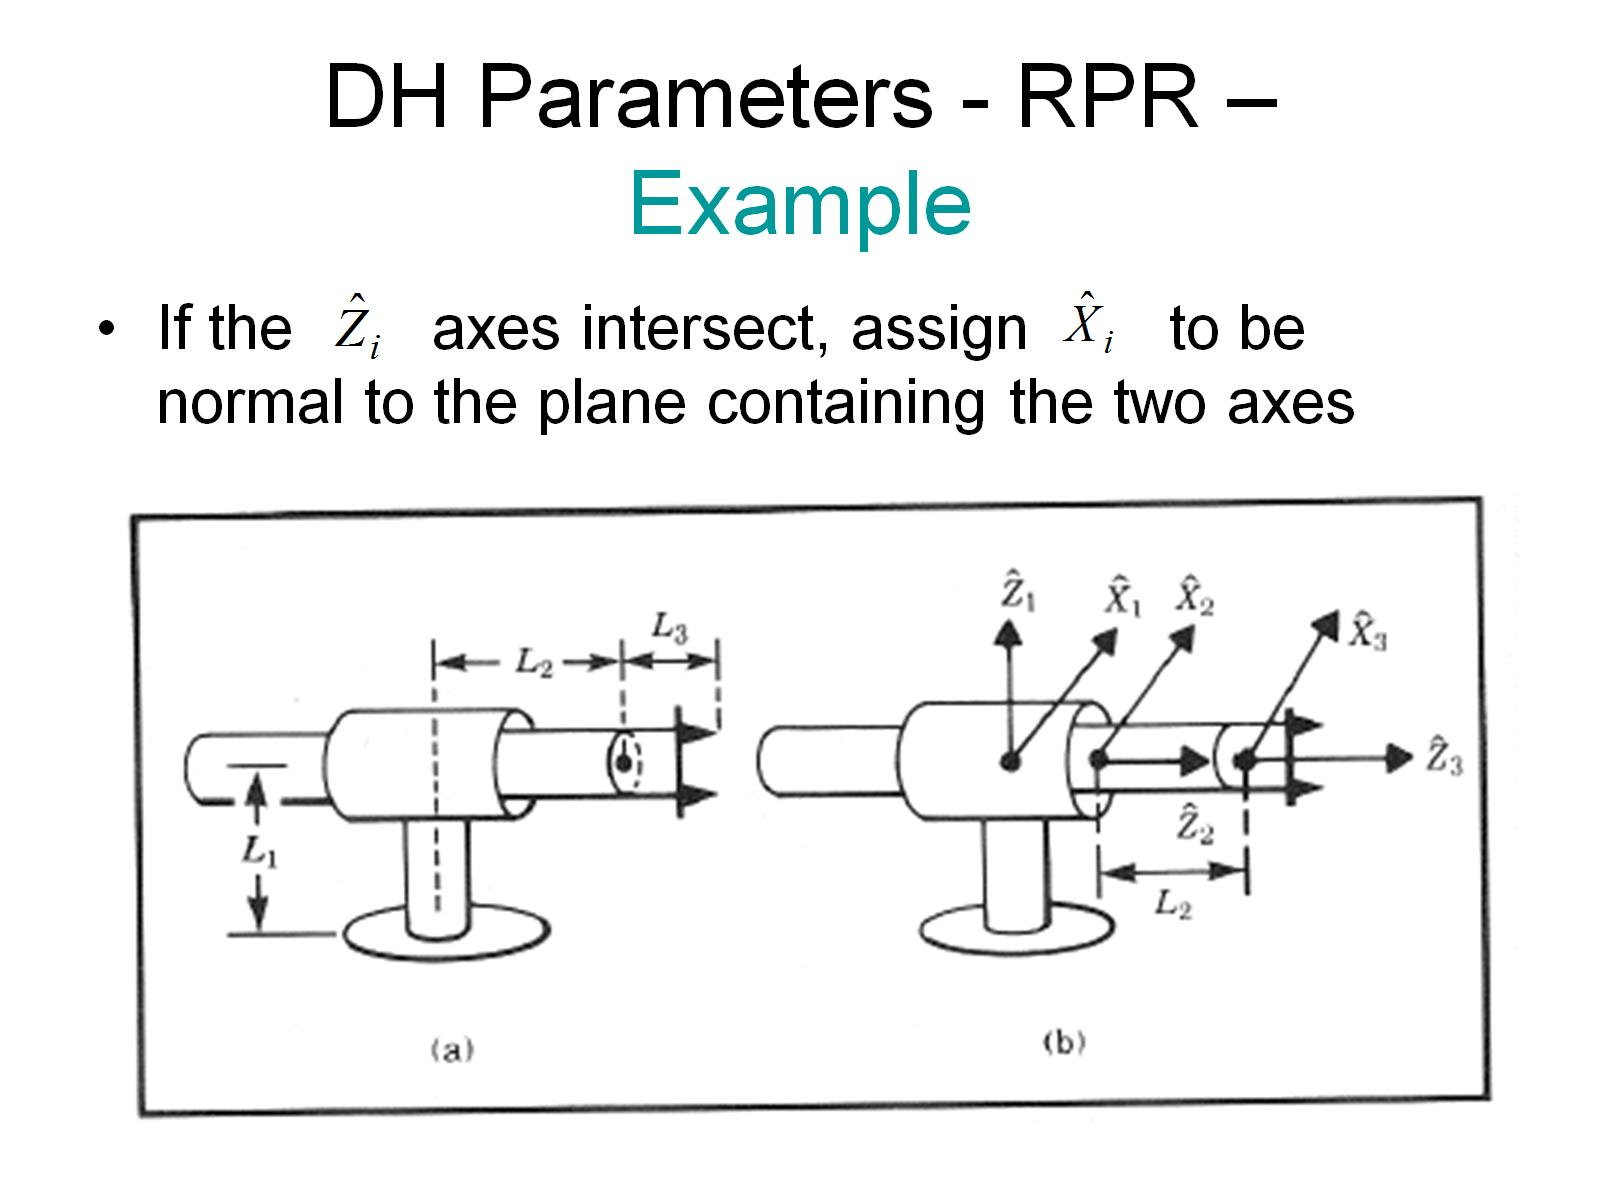 DH Parameters - RPR –
Example
• If the Ẑi axes intersect, assign X̂i to be
normal to the plane containing the two axes
L3
L2
L1
(a)
Ẑ1 X̂1 X̂2
X̂3
Ẑ3
Ẑ2
L2
(b)